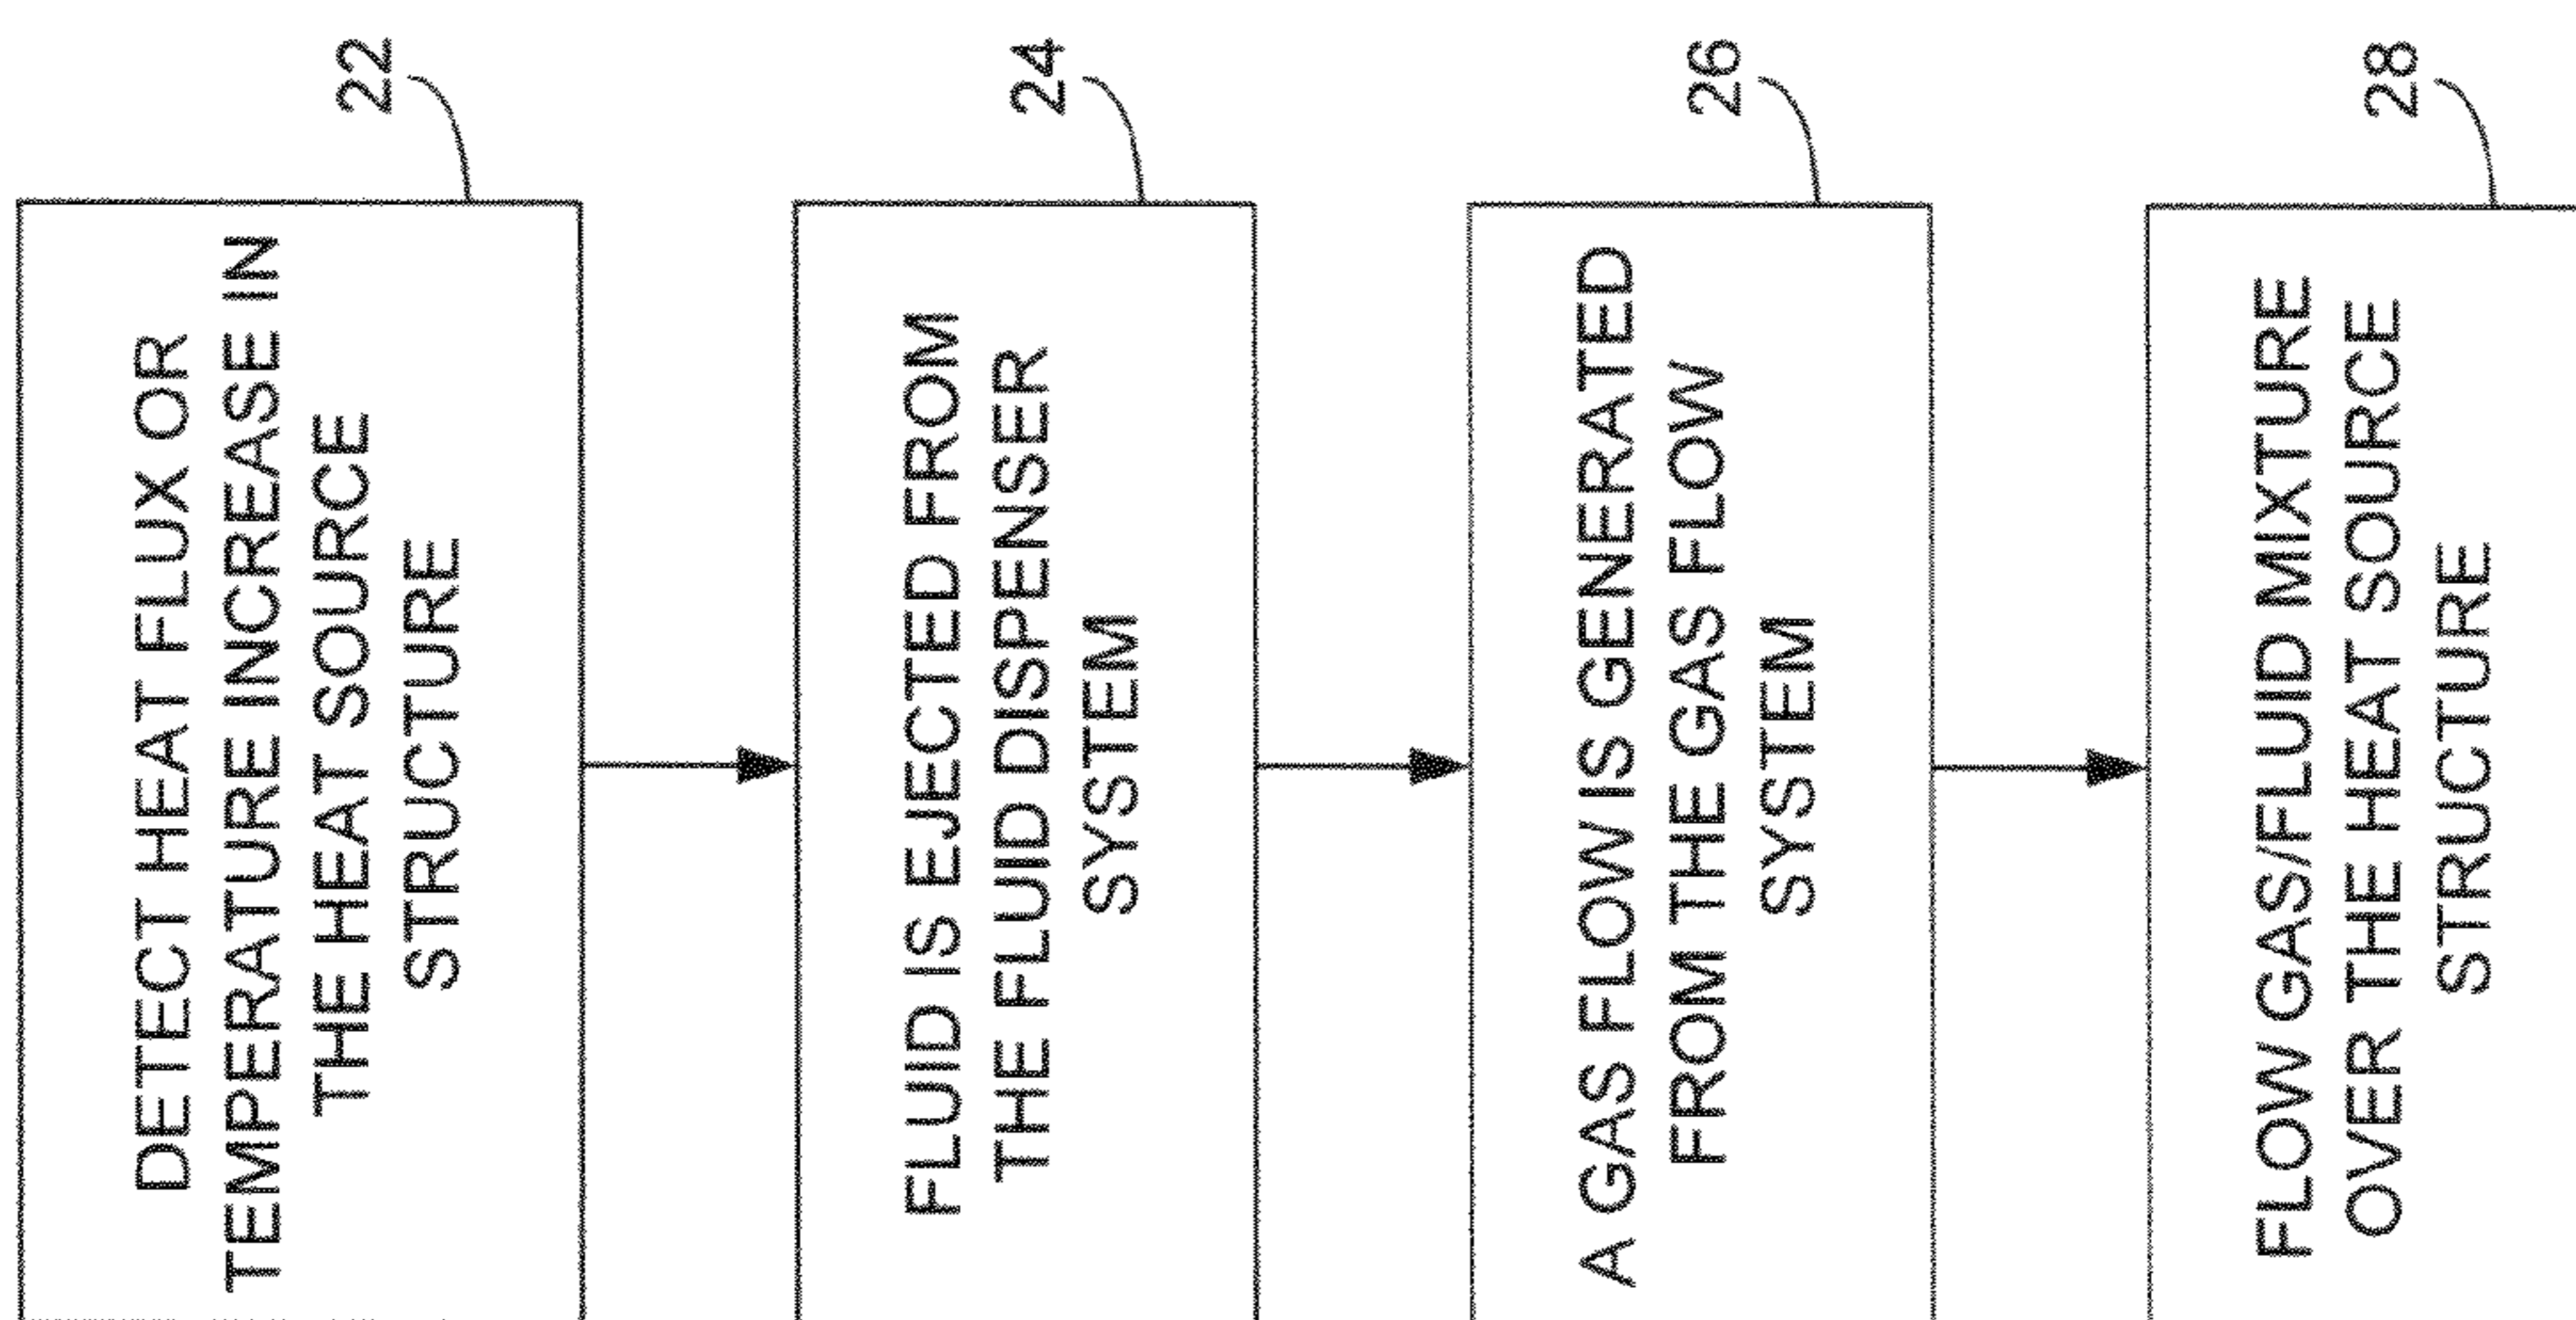 22
DETECT HEAT FLUX OR
TEMPERATURE INCREASE IN
THE HEAT SOURCE
STRUCTURE
24
FLUID IS EJECTED FROM
THE FLUID DISPENSER
SYSTEM
26
A GAS FLOW IS GENERATED
FROM THE GAS FLOW
SYSTEM
28
FLOW GAS/FLUID MIXTURE
OVER THE HEAT SOURCE
STRUCTURE